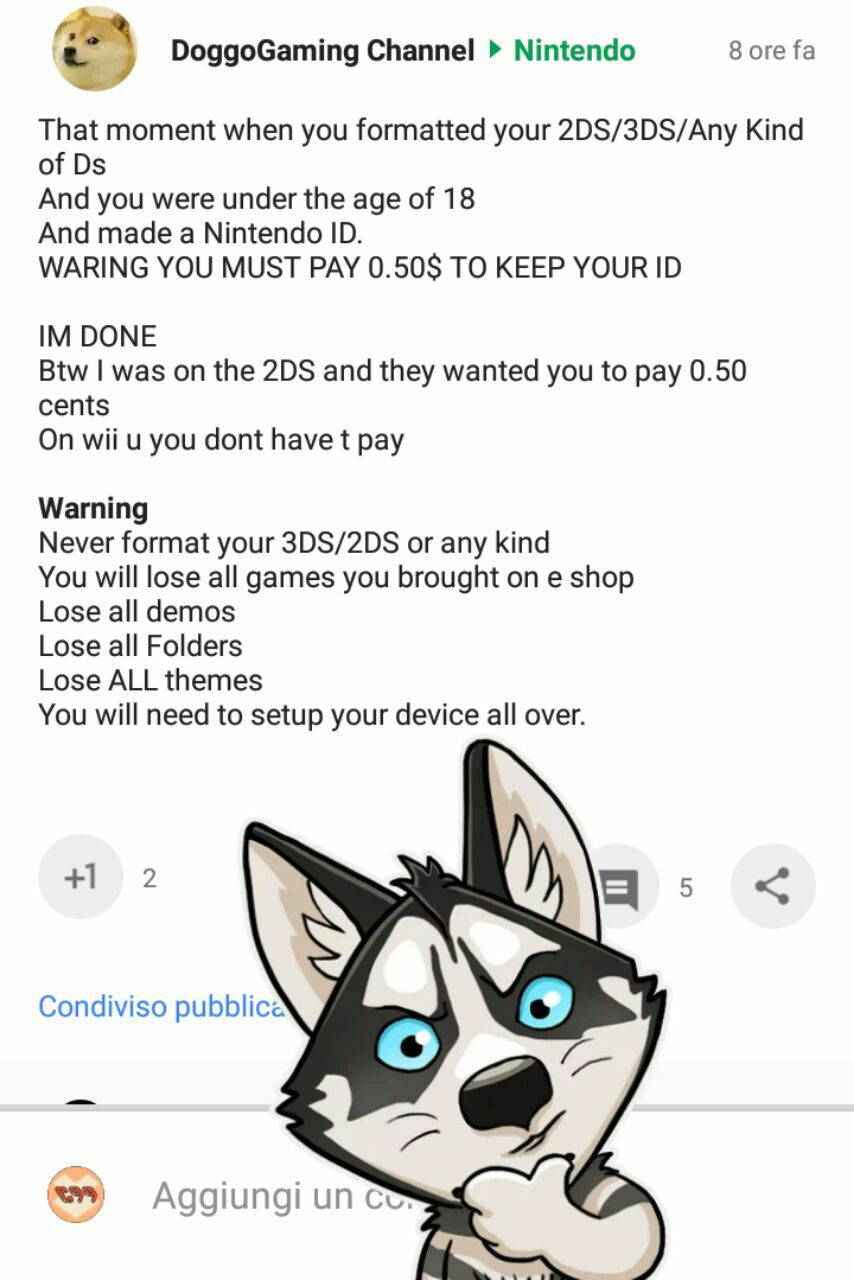 DoggoGaming Channel ▸ Nintendo 8 ore fa
That moment when you formatted your 2DS/3DS/Any Kind
of Ds
And you were under the age of 18
And made a Nintendo ID.
WARING YOU MUST PAY 0.50$ TO KEEP YOUR ID
IM DONE
Btw I was on the 2DS and they wanted you to pay 0.50
cents
On wii u you dont have t pay
Warning
Never format your 3DS/2DS or any kind
You will lose all games you brought on e shop
Lose all demos
Lose all Folders
Lose ALL themes
You will need to setup your device all over.
+1 2 5
Condiviso
Aggiungi un